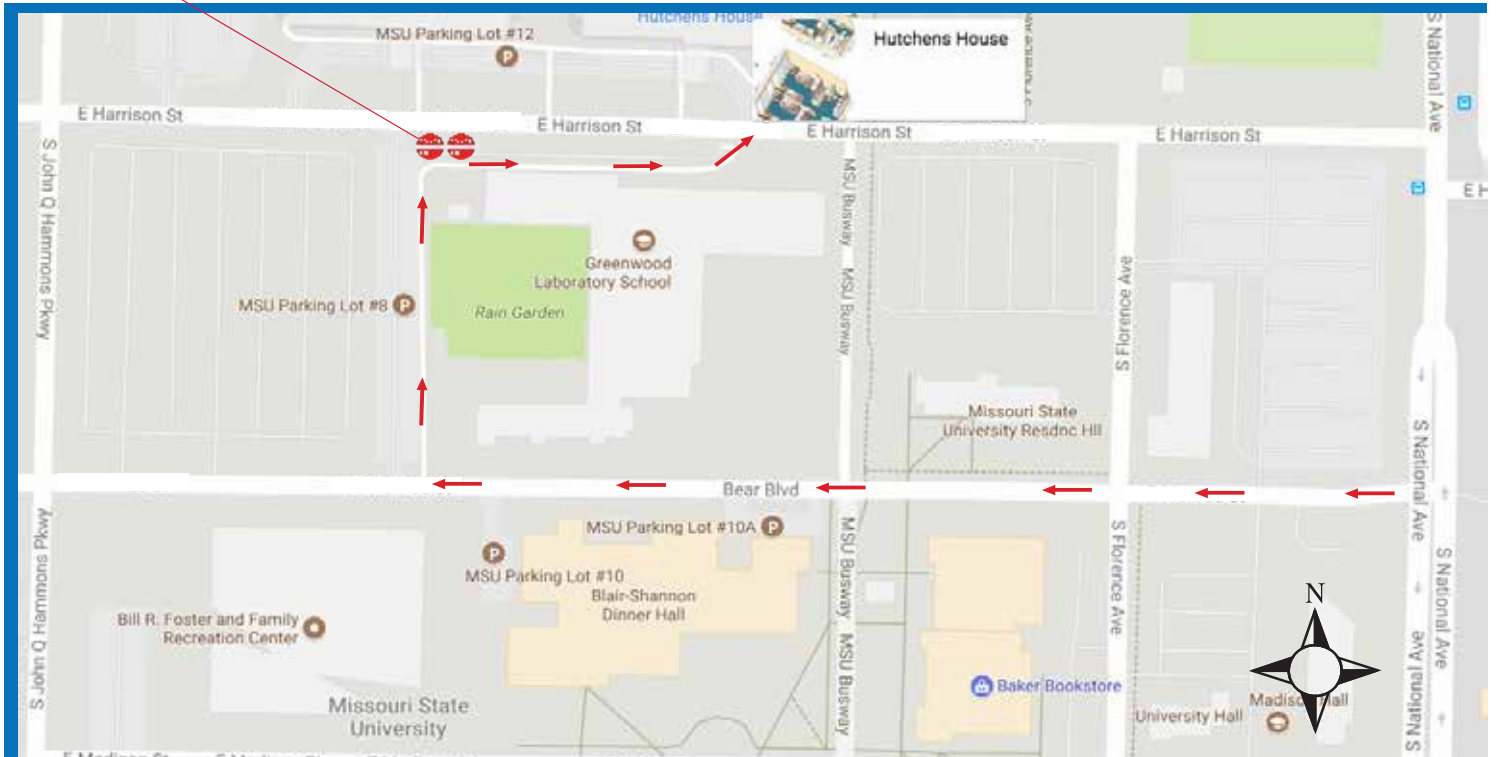 Hutchens House
MSU Parking Lot #12
P
Hutchens House
S National Ave
E Harrison St
E Harrison St
E Harrison St
E Harrison St
S John Q Hammons Pkwy
MSU Busway
MSU Busway
S Florence Ave
E H
Greenwood
Laboratory School
MSU Parking Lot #8
P
Rain Garden
Missouri State
University Resdnc Hll
S National Ave
Bear Blvd
MSU Parking Lot #10A
P
P
MSU Parking Lot #10
Blair-Shannon
Dinner Hall
S John Q Hammons Pkwy
MSU Busway
MSU Busway
S Florence Ave
S National Ave
S National Ave
N
Bill R. Foster and Family
Recreation Center
Baker Bookstore
Missouri State
University
University Hall
Madison Hall
E Madison St